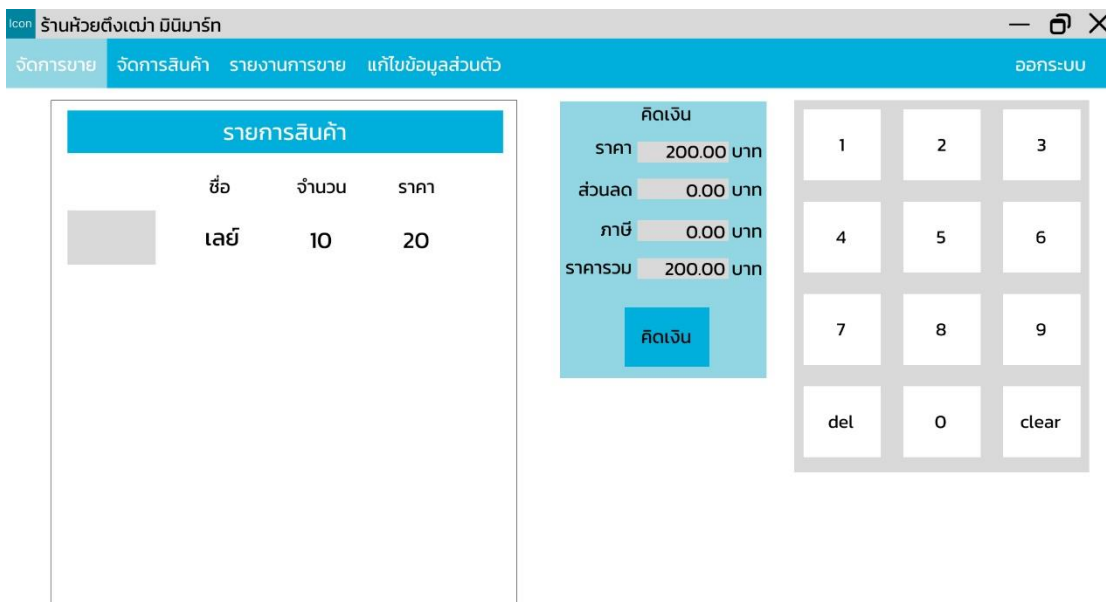 Icon ร้านห้วยตึงเฒ่า มินิมาร์ท
จัดการขาย จัดการสินค้า รายงานการขาย แก้ไขข้อมูลส่วนตัว ออกระบบ
รายการสินค้า
ชื่อ จำนวน ราคา
เลย์ 10 20
คิดเงิน
ราคา 200.00 บาท
ส่วนลด 0.00 บาท
ภาษี 0.00 บาท
ราคารวม 200.00 บาท
คิดเงิน
1 2 3
4 5 6
7 8 9
del 0 clear